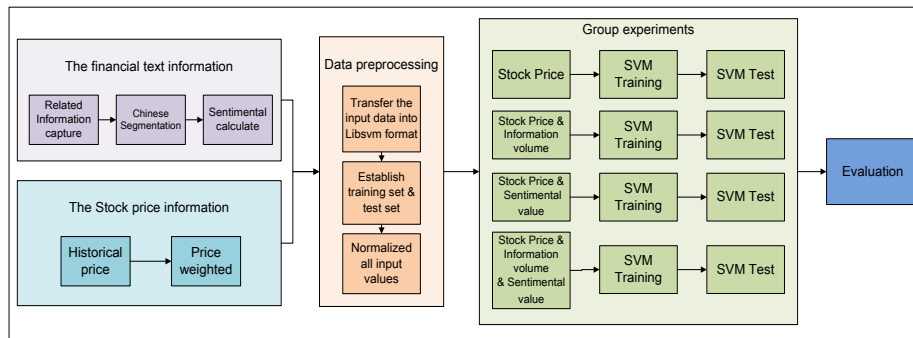 The financial text information
Related
Information
capture
Chinese
Segmentation
Sentimental
calculate
The Stock price information
Historical
price
Price
weighted
Data preprocessing
Transfer the
input data into
Libsvm format
Establish
training set &
test set
Normalized
all input
values
Group experiments
Stock Price
SVM
Training
SVM Test
Stock Price &
Information
volume
SVM
Training
SVM Test
Stock Price &
Sentimental
value
SVM
Training
SVM Test
Stock Price &
Information
volume
& Sentimental
value
SVM
Training
SVM Test
Evaluation